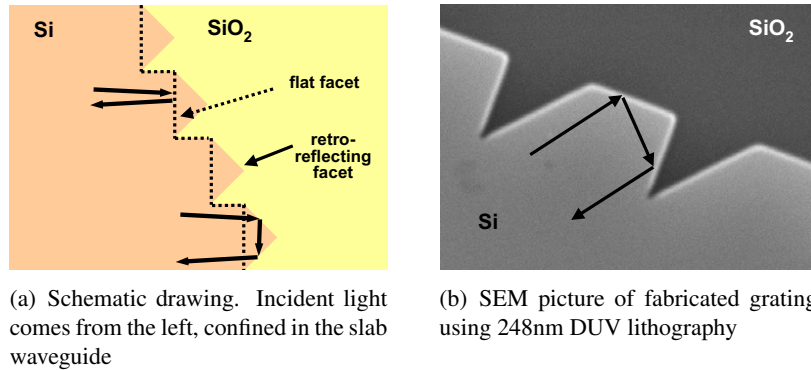 Si
SiO2
flat facet
retro-
reflecting
facet
SiO2
Si
(a) Schematic drawing. Incident light
comes from the left, confined in the slab
waveguide
(b) SEM picture of fabricated grating
using 248nm DUV lithography